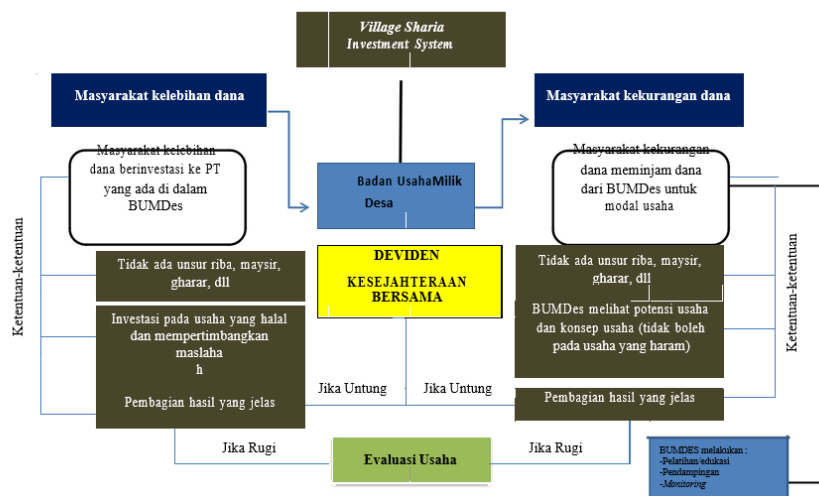 Village Sharia
Investment System
Masyarakat kelebihan dana
Masyarakat kekurangan dana
Masyarakat kelebihan
dana berinvestasi ke PT
yang ada di dalam
BUMDes
Badan UsahaMilik
Desa
Masyarakat kekurangan
dana meminjam dana
dari BUMDes untuk
modal usaha
Ketentuan-ketentuan
Tidak ada unsur riba, maysir,
gharar, dll
Investasi pada usaha yang halal
dan mempertimbangkan
maslaha
h
Pembagian hasil yang jelas
DEVIDEN
KESEJAHTERAAN
BERSAMA
Tidak ada unsur riba, maysir,
gharar, dll
BUMDes melihat potensi usaha
dan konsep usaha (tidak boleh
pada usaha yang haram)
Pembagian hasil yang jelas
Ketentuan-ketentuan
Jika Untung
Jika Untung
Jika Rugi
Evaluasi Usaha
Jika Rugi
BUMDES melakukan :
-Pelatihan/edukasi
-Pendampingan
-Monitoring